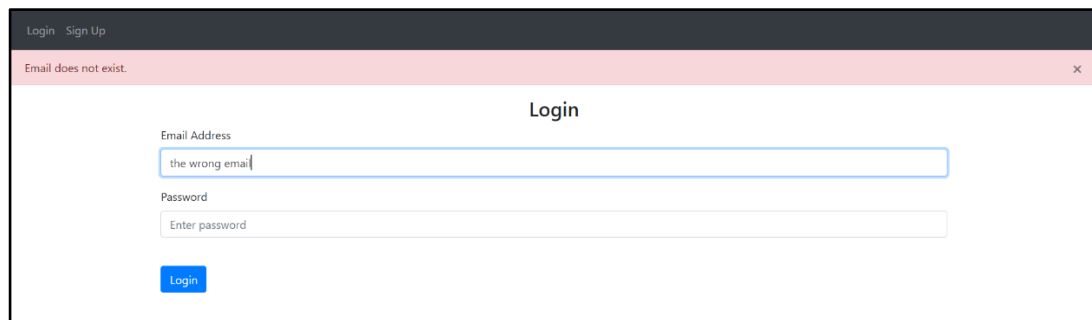 Login Sign Up
Email does not exist. ×
Login
Email Address
the wrong email
Password
Enter password
Login